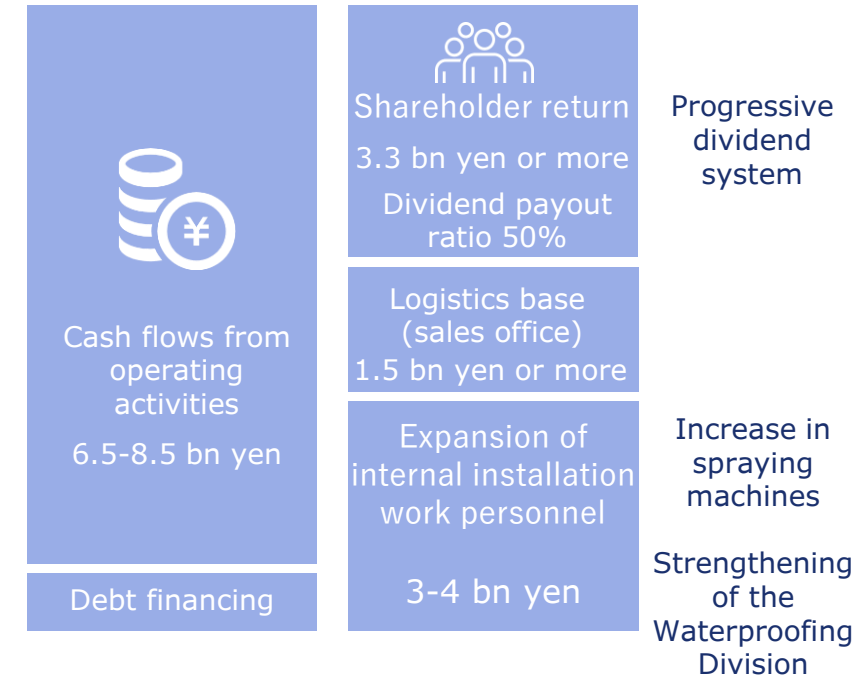 ¥
Cash flows from
operating
activities
6.5-8.5 bn yen
Debt financing
Shareholder return
3.3 bn yen or more
Dividend payout
ratio 50%
Logistics base
(sales office)
1.5 bn yen or more
Expansion of
internal installation
work personnel
3-4 bn yen
Progressive
dividend
system
Increase in
spraying
machines
Strengthening
of the
Waterproofing
Division